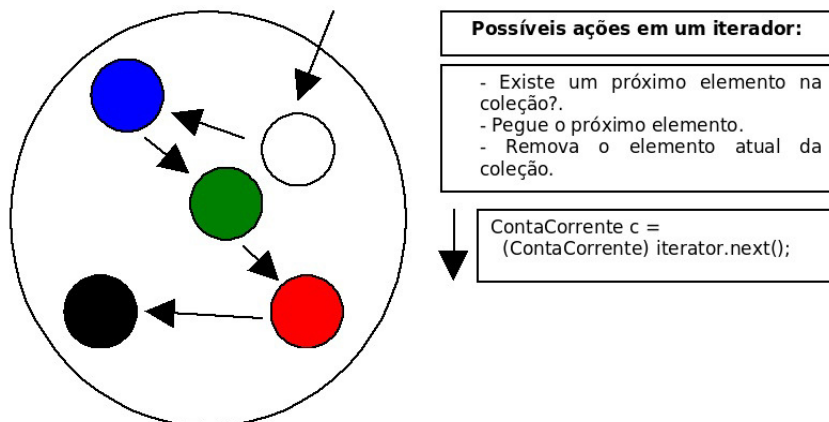 Possíveis ações em um iterador:
- Existe um próximo elemento na
coleção?.
- Pegue o próximo elemento.
- Remova o elemento atual da
coleção.
ContaCorrente c =
(ContaCorrente) iterator.next();